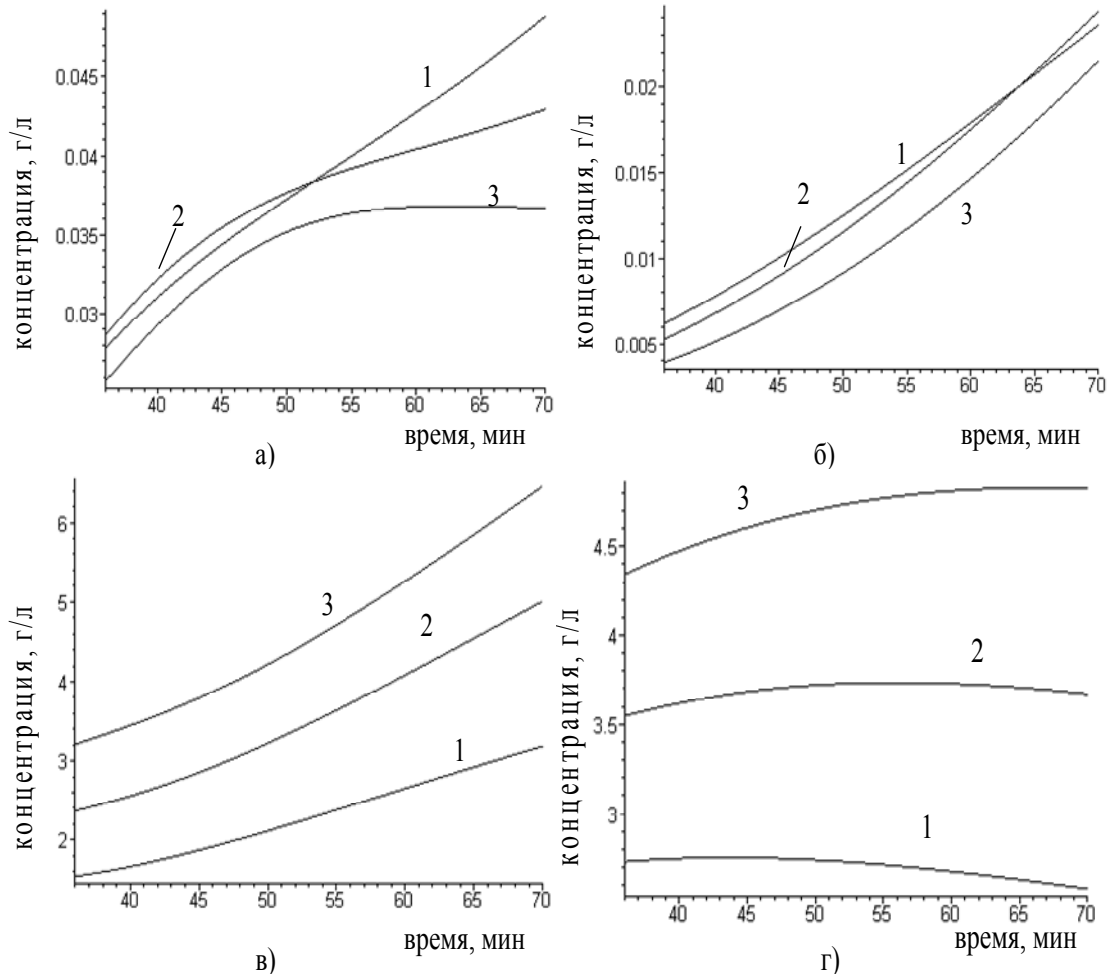 концентрация, г/л
0.045
0.04
0.035
0.03
1
2
3
40 45 50 55 60 65 70
время, мин
а)
концентрация, г/л
0.02
0.015
0.01
0.005
1
2
3
40 45 50 55 60 65 70
время, мин
б)
концентрация, г/л
6
5
4
3
2
3
2
1
40 45 50 55 60 65 70
время, мин
в)
концентрация, г/л
4.5
4
3.5
3
3
2
1
40 45 50 55 60 65 70
время, мин
г)